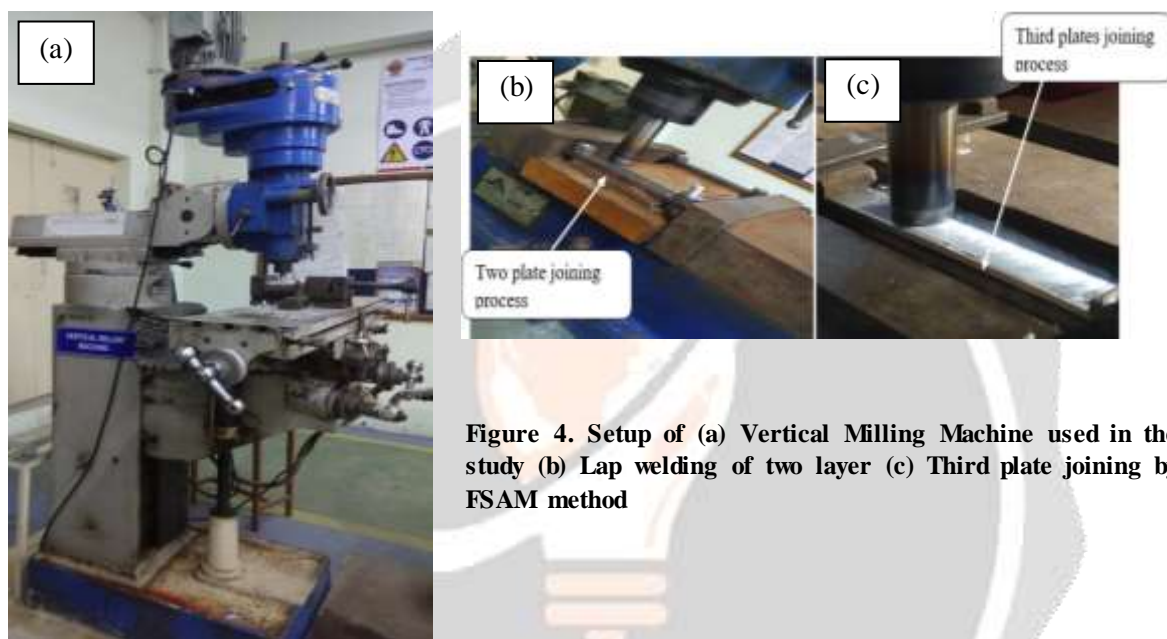 (a)
(b)
(c)
Third plates joining
process
Two plate joining
process
VERTICAL MILLING
MACHINE
Figure 4. Setup of (a) Vertical Milling Machine used in the
study (b) Lap welding of two layer (c) Third plate joining b
FSAM method